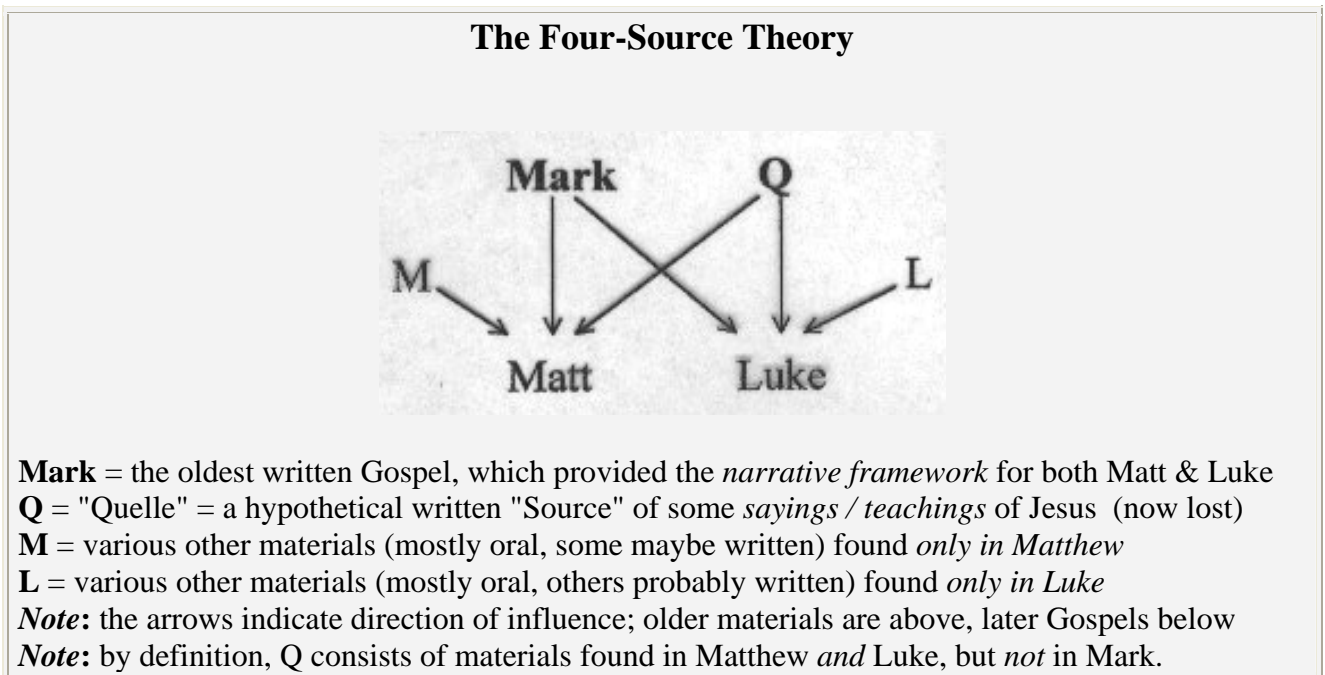 The Four-Source Theory
Mark Q
M L
Matt Luke
Mark = the oldest written Gospel, which provided the narrative framework for both Matt & Luke
Q = "Quelle" = a hypothetical written "Source" of some sayings / teachings of Jesus (now lost)
M = various other materials (mostly oral, some maybe written) found only in Matthew
L = various other materials (mostly oral, others probably written) found only in Luke
Note: the arrows indicate direction of influence; older materials are above, later Gospels below
Note: by definition, Q consists of materials found in Matthew and Luke, but not in Mark.